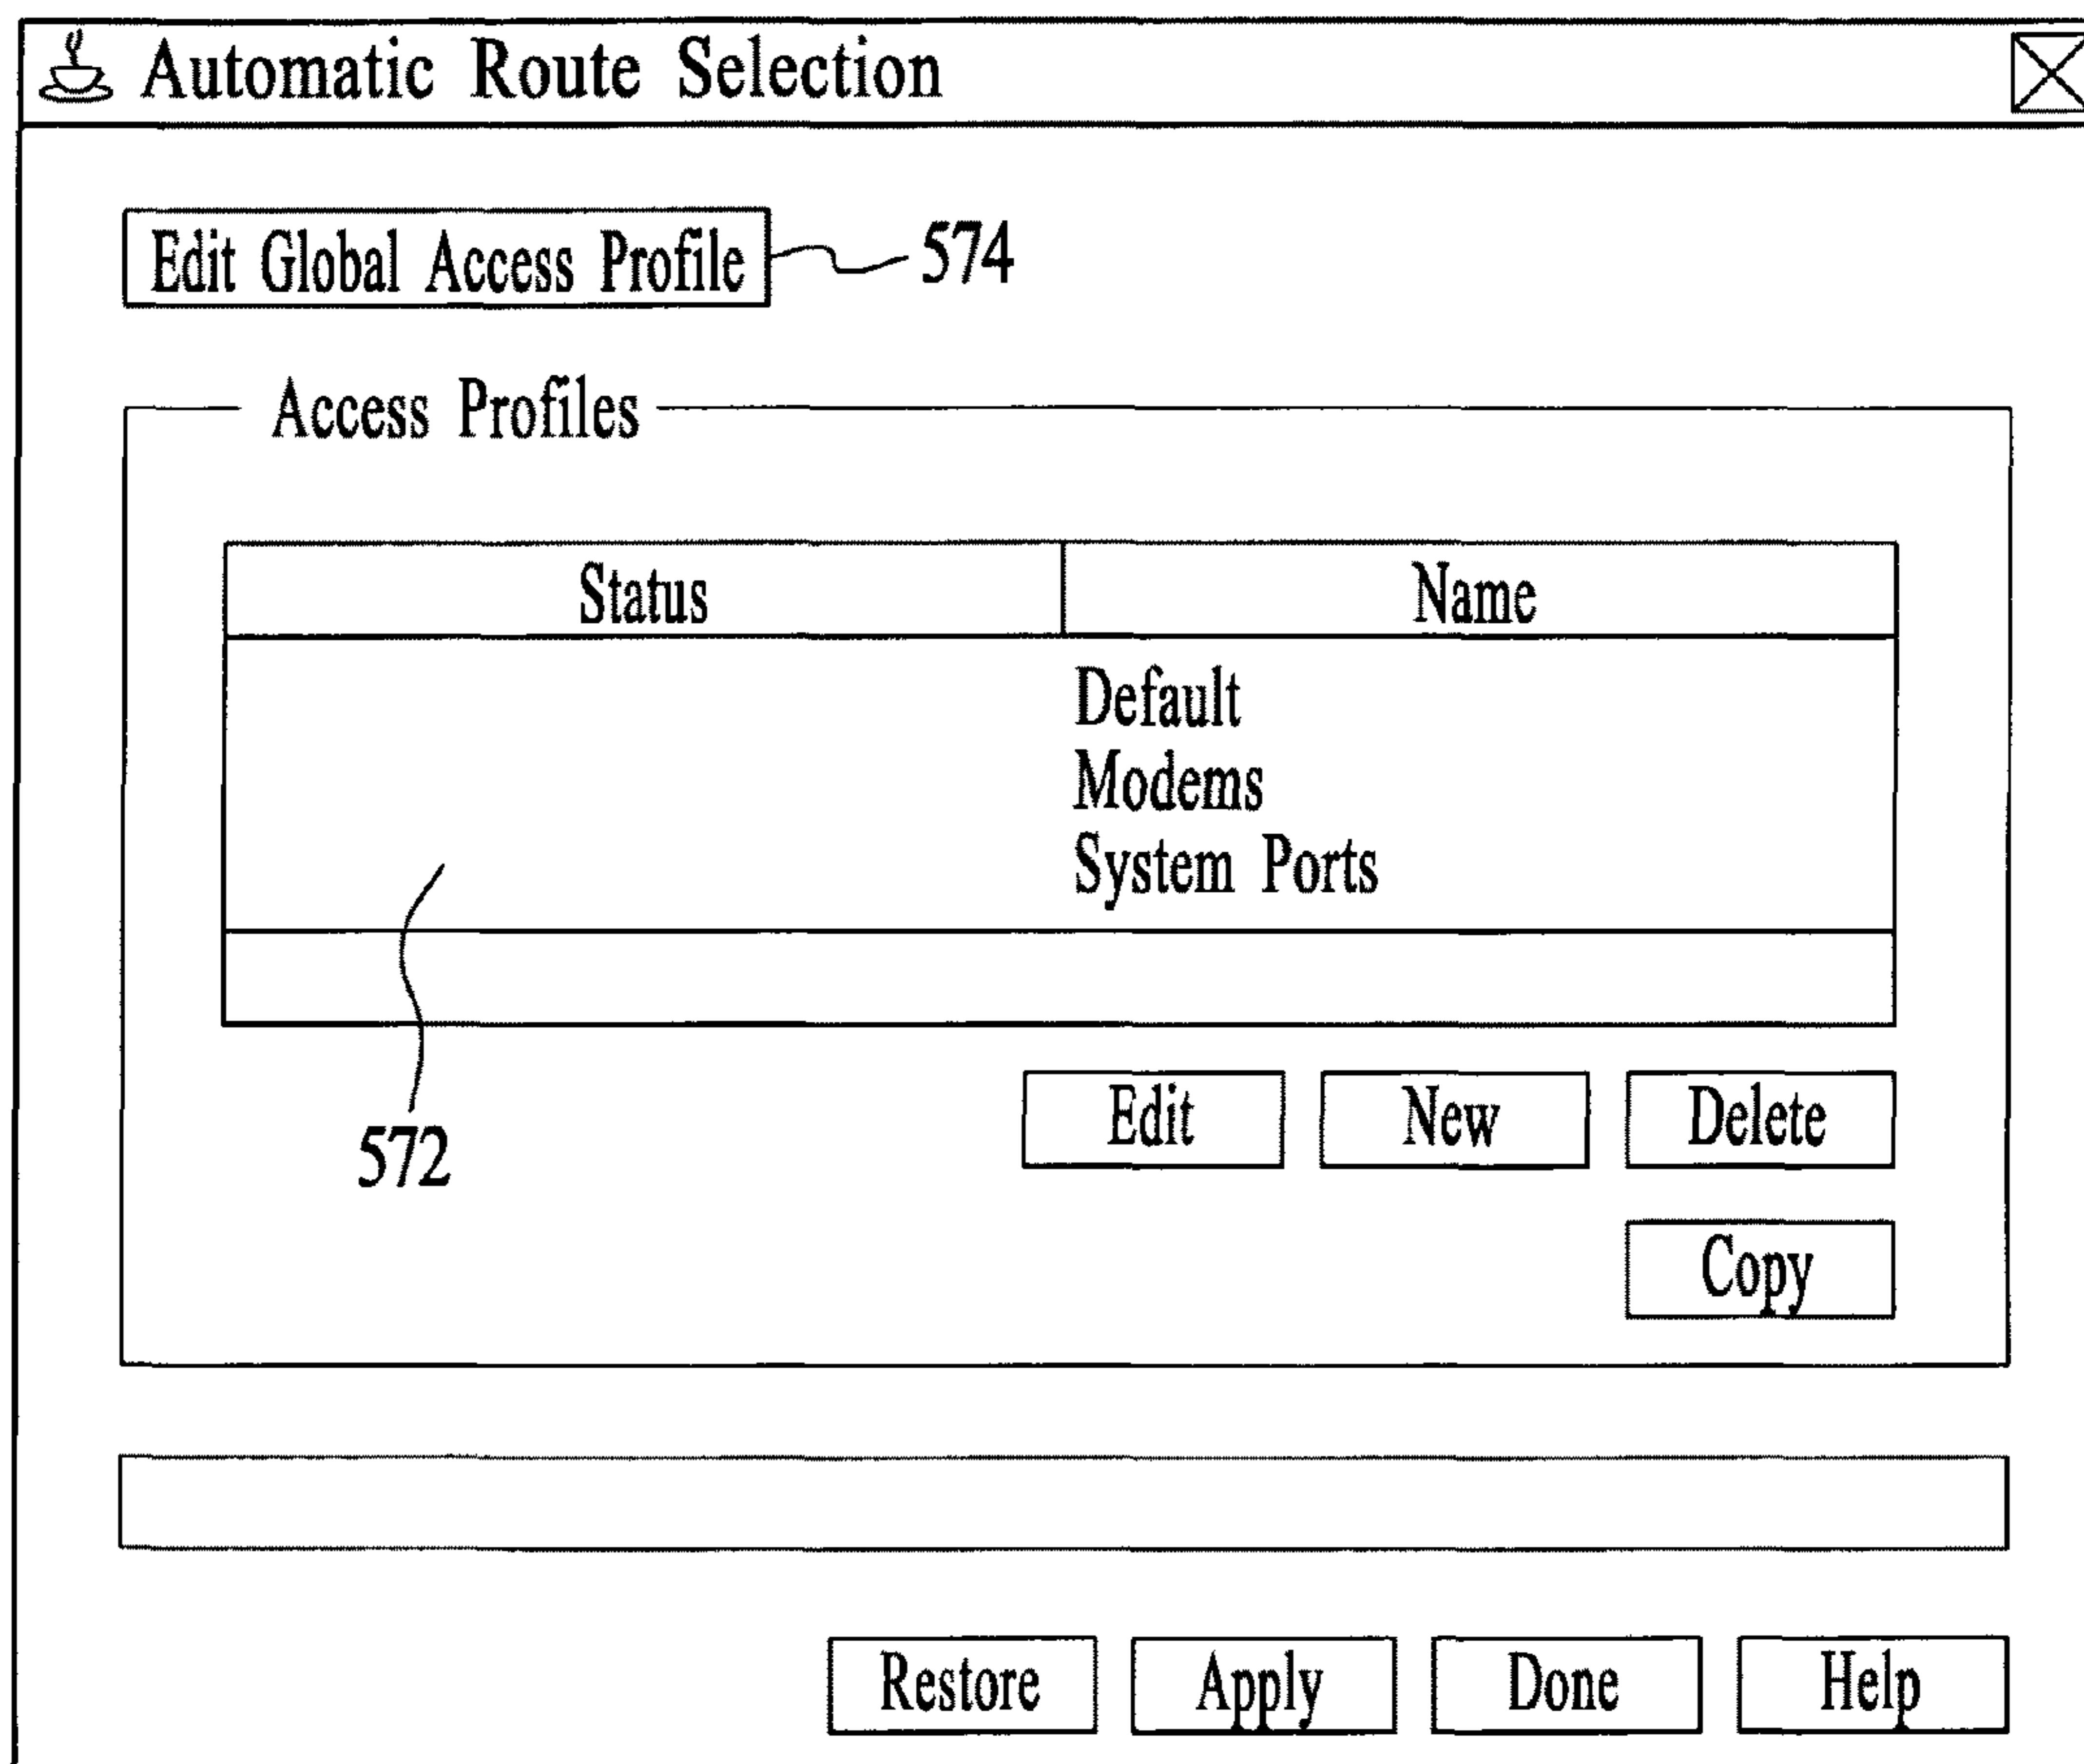 Automatic Route Selection
Edit Global Access Profile 574
Access Profiles
Status Name
Default
Modems
System Ports
572
Edit New Delete
Copy
Restore Apply Done Help